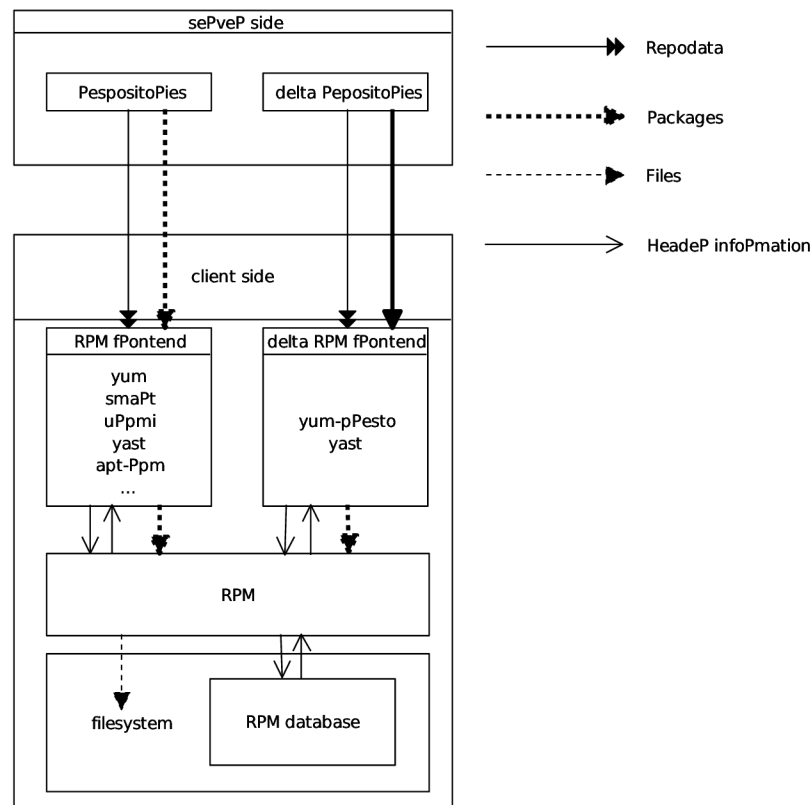 sePveP side
PespositoPies
delta PepositoPies
client side
RPM fPontend
yum
smaPt
uPpmi
yast
apt-Ppm
...
delta RPM fPontend
yum-pPesto
yast
RPM
filesystem
RPM database
Repodata
Packages
Files
HeadeP infoPmation